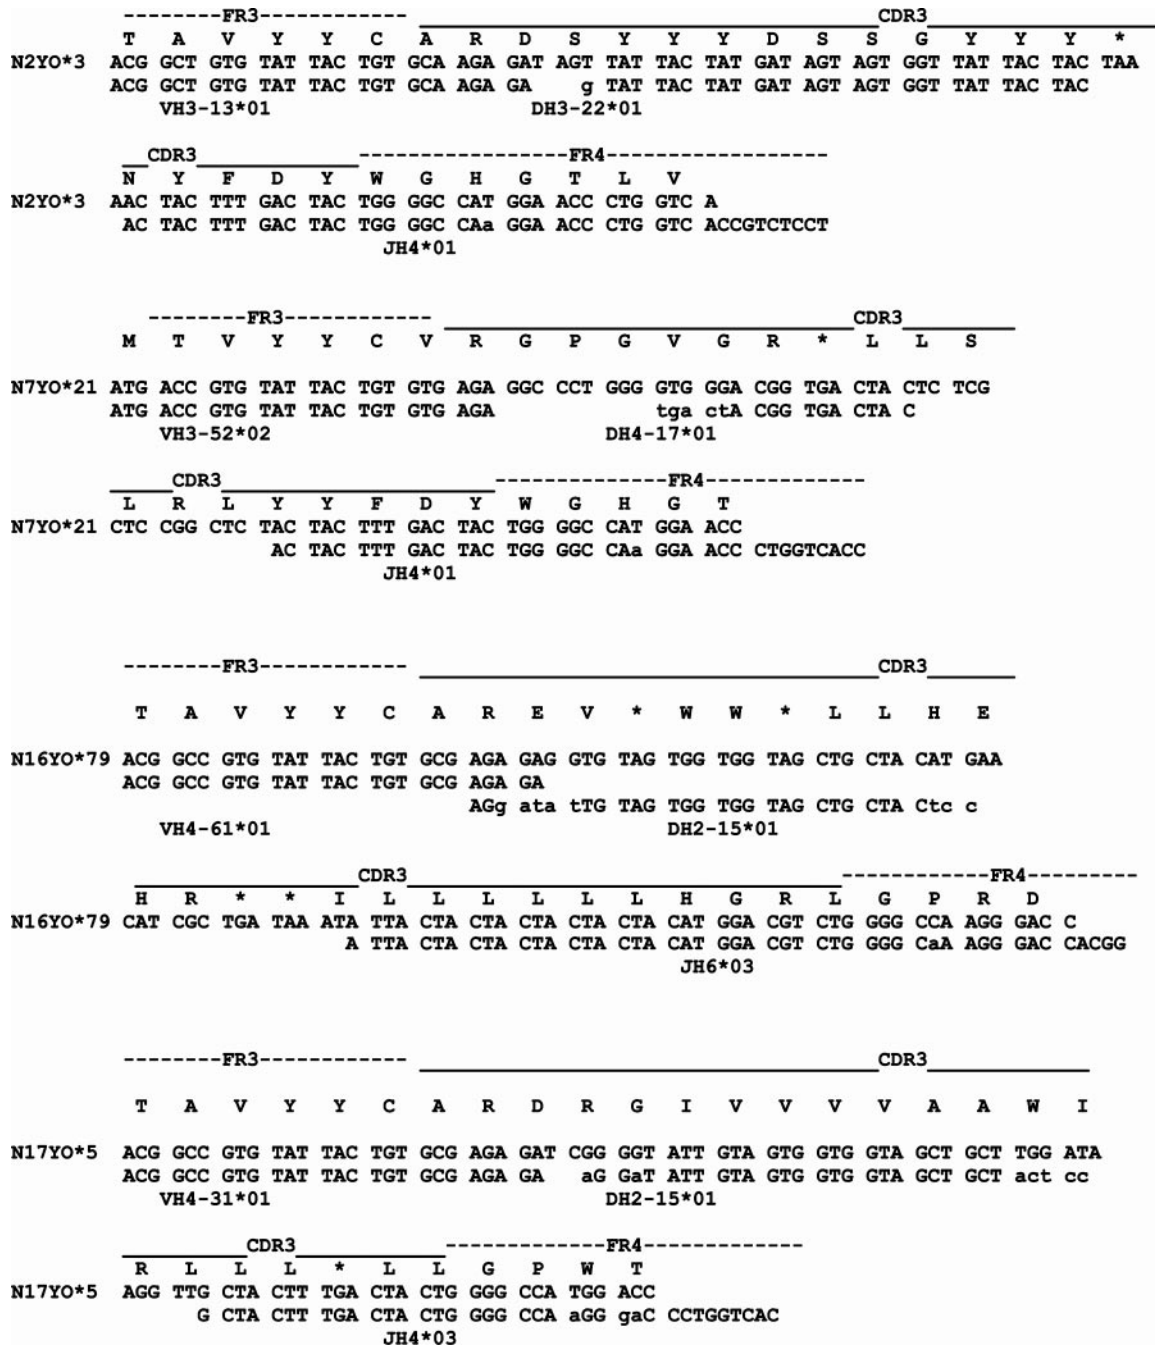 --------FR3------------ CDR3
T A V Y Y C A R D S Y Y Y D S S G Y Y Y *
N2YO*3 ACG GCT GTG TAT TAC TGT GCA AGA GAT AGT TAT TAC TAT GAT AGT AGT GGT TAT TAC TAC TAA
ACG GCT GTG TAT TAC TGT GCA AGA GA g TAT TAC TAT GAT AGT AGT GGT TAT TAC TAC
VH3-13*01 DH3-22*01
CDR3 -----------------FR4------------------
N Y F D Y W G H G T L V
N2YO*3 AAC TAC TTT GAC TAC TGG GGC CAT GGA ACC CTG GTC A
AC TAC TTT GAC TAC TGG GGC CAa GGA ACC CTG GTC ACCGTCTCCT
JH4*01
--------FR3------------ CDR3
M T V Y Y C V R G P G V G R * L L S
N7YO*21 ATG ACC GTG TAT TAC TGT GTG AGA GGC CCT GGG GTG GGA CGG TGA CTA CTC TCG
ATG ACC GTG TAT TAC TGT GTG AGA tga ctA CGG TGA CTA C
VH3-52*02 DH4-17*01
CDR3 --------------FR4-------------
L R L Y Y F D Y W G H G T
N7YO*21 CTC CGG CTC TAC TAC TTT GAC TAC TGG GGC CAT GGA ACC
AC TAC TTT GAC TAC TGG GGC CAa GGA ACC CTGGTCACC
JH4*01
--------FR3------------ CDR3
T A V Y Y C A R E V * W W * L L H E
N16YO*79 ACG GCC GTG TAT TAC TGT GCG AGA GAG GTG TAG TGG TGG TAG CTG CTA CAT GAA
ACG GCC GTG TAT TAC TGT GCG AGA GA
AGg ata tTG TAG TGG TGG TAG CTG CTA Ctc c
VH4-61*01 DH2-15*01
CDR3 ------------FR4---------
H R * * I L L L L L H G R L G P R D
N16YO*79 CAT CGC TGA TAA ATA TTA CTA CTA CTA CTA CTA CAT GGA CGT CTG GGG CCA AGG GAC C
A TTA CTA CTA CTA CTA CTA CAT GGA CGT CTG GGG CaA AGG GAC CACGG
JH6*03
--------FR3------------ CDR3
T A V Y Y C A R D R G I V V V V A A W I
N17YO*5 ACG GCC GTG TAT TAC TGT GCG AGA GAT CGG GGT ATT GTA GTG GTG GTA GCT GCT TGG ATA
ACG GCC GTG TAT TAC TGT GCG AGA GA aGG GaT ATT GTA GTG GTG GTA GCT GCT act cc
VH4-31*01 DH2-15*01
CDR3 -------------FR4-------------
R L L L * L L G P W T
N17YO*5 AGG TTG CTA CTT TGA CTA CTG GGG CCA TGG ACC
G CTA CTT TGA CTA CTG GGG CCA aGG gaC CCTGGTCAC
JH4*03